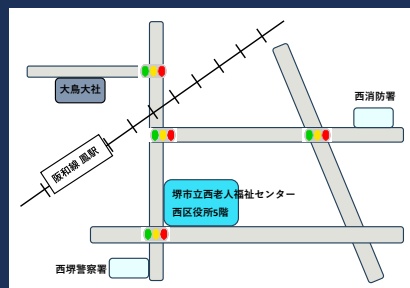 大鳥大社
西消防署
阪和線 鳳駅
堺市立西老人福祉センター
西区役所5階
西堺警察署